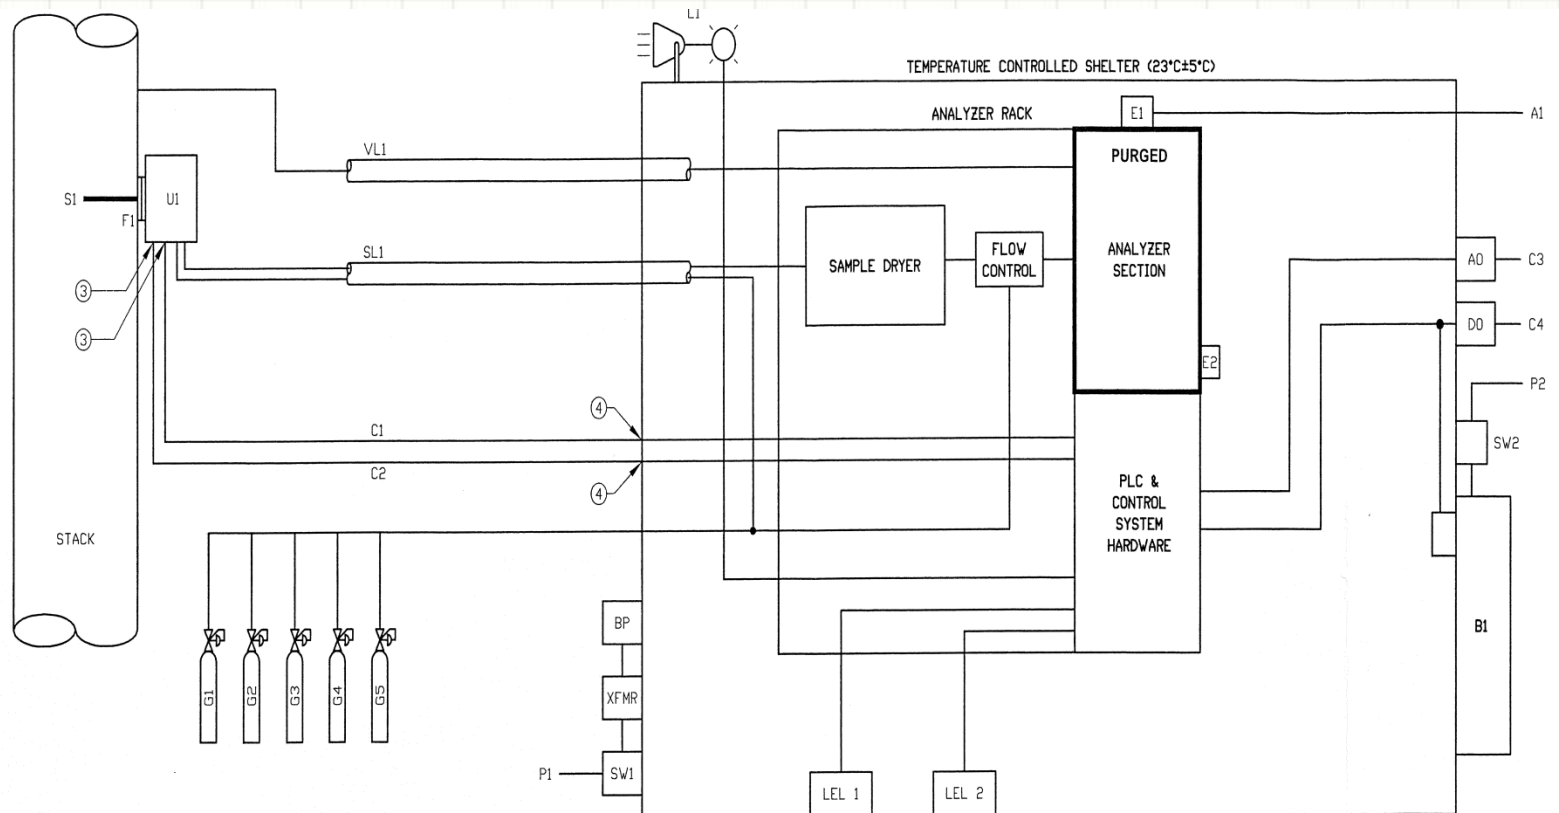 L1
TEMPERATURE CONTROLLED SHELTER (23°C±5°C)
ANALYZER RACK
E1
A1
PURGED
VL1
S1
U1
F1
SL1
SAMPLE DRYER
FLOW
CONTROL
ANALYZER
SECTION
AO
C3
3
DO
C4
3
E2
P2
4
C1
SW2
C2
4
PLC &
CONTROL
SYSTEM
HARDWARE
STACK
BP
B1
G1
G2
G3
G4
G5
XFMR
P1
SW1
LEL 1
LEL 2